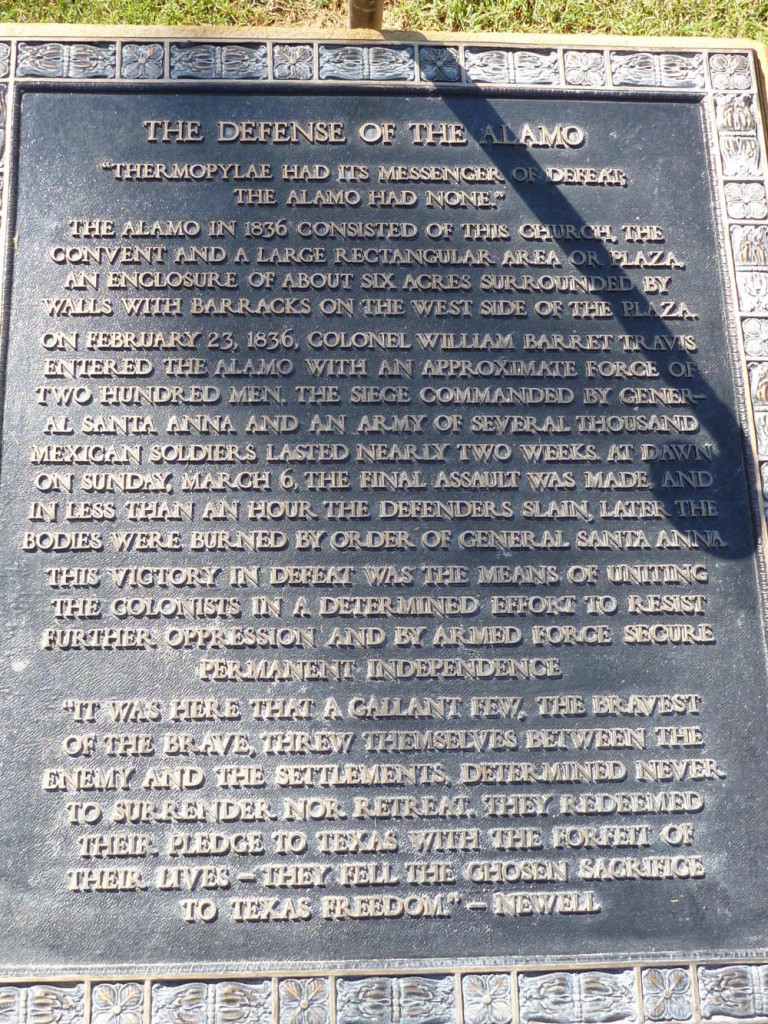 THE DEFENSE OF THE ALAMO
"THERMOPYLAE HAD ITS MESSENGER OF DEFEAT,
THE ALAMO HAD NONE."
THE ALAMO IN 1836 CONSISTED OF THIS CHURCH, THE
CONVENT AND A LARGE RECTANGULAR AREA OR PLAZA,
AN ENCLOSURE OF ABOUT SIX ACRES SURROUNDED BY
WALLS WITH BARRACKS ON THE WEST SIDE OF THE PLAZA.
ON FEBRUARY 23, 1836, COLONEL WILLIAM BARRET TRAVIS
ENTERED THE ALAMO WITH AN APPROXIMATE FORCE OF
TWO HUNDRED MEN. THE SIEGE COMMANDED BY GENER-
AL SANTA ANNA AND AN ARMY OF SEVERAL THOUSAND
MEXICAN SOLDIERS LASTED NEARLY TWO WEEKS. AT DAWN
ON SUNDAY, MARCH 6, THE FINAL ASSAULT WAS MADE, AND
IN LESS THAN AN HOUR THE DEFENDERS SLAIN, LATER THE
BODIES WERE BURNED BY ORDER OF GENERAL SANTA ANNA.
THIS VICTORY IN DEFEAT WAS THE MEANS OF UNITING
THE COLONISTS IN A DETERMINED EFFORT TO RESIST
FURTHER OPPRESSION AND BY ARMED FORCE SECURE
PERMANENT INDEPENDENCE
"IT WAS HERE THAT A GALLANT FEW, THE BRAVEST
OF THE BRAVE, THREW THEMSELVES BETWEEN THE
ENEMY AND THE SETTLEMENTS, DETERMINED NEVER
TO SURRENDER NOR RETREAT. THEY REDEEMED
THEIR PLEDGE TO TEXAS WITH THE FORFEIT OF
THEIR LIVES – THEY FELL THE CHOSEN SACRIFICE
TO TEXAS FREEDOM." – NEWELL